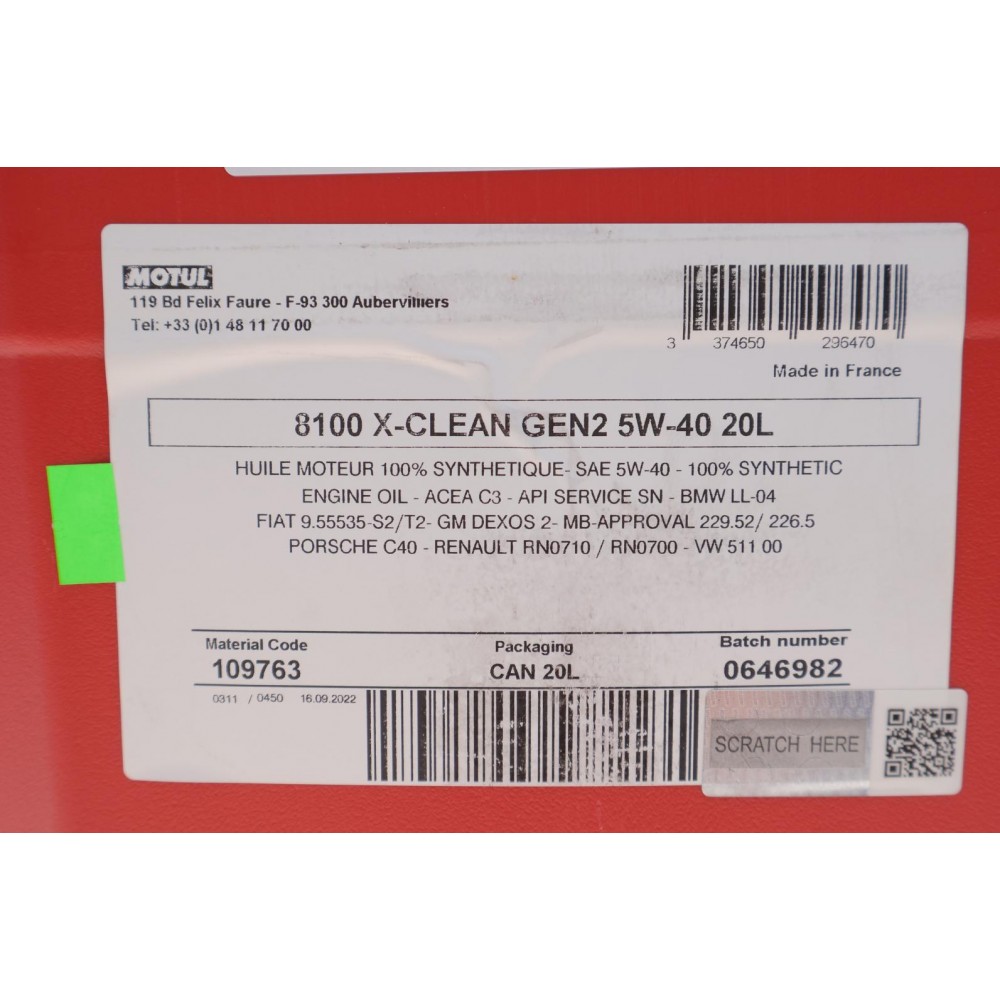 MOTUL
119 Bd Felix Faure - F-93 300 Aubervilliers
Tel: +33 (0)1 48 11 70 00
3 374650 296470
Made in France
8100 X-CLEAN GEN2 5W-40 20L
HUILE MOTEUR 100% SYNTHETIQUE- SAE 5W-40 - 100% SYNTHETIC
ENGINE OIL - ACEA C3 - API SERVICE SN - BMW LL-04
FIAT 9.55535-S2/T2- GM DEXOS 2- MB-APPROVAL 229.52/ 226.5
PORSCHE C40 - RENAULT RN0710 / RN0700 - VW 511 00
Material Code Packaging Batch number
109763 CAN 20L 0646982
0311 / 0450 16.09.2022
SCRATCH HERE